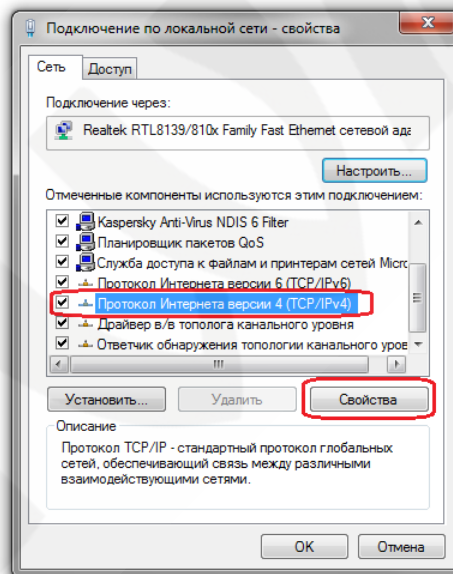 Подключение по локальной сети - свойства
Сеть
Доступ
Подключение через:
Realtek RTL8139/810x Family Fast Ethernet сетевой ада
Настроить...
Отмеченные компоненты используются этим подключением:
Kaspersky Anti-Virus NDIS 6 Filter
Планировщик пакетов QoS
Служба доступа к файлам и принтерам сетей Micro
Протокол Интернета версии 6 (TCP/IPv6)
Протокол Интернета версии 4 (TCP/IPv4)
Драйвер в/в тополога канального уровня
Ответчик обнаружения топологии канального уров
Установить...
Удалить
Свойства
Описание
Протокол TCP/IP - стандартный протокол глобальных
сетей, обеспечивающий связь между различными
взаимодействующими сетями.
OK
Отмена